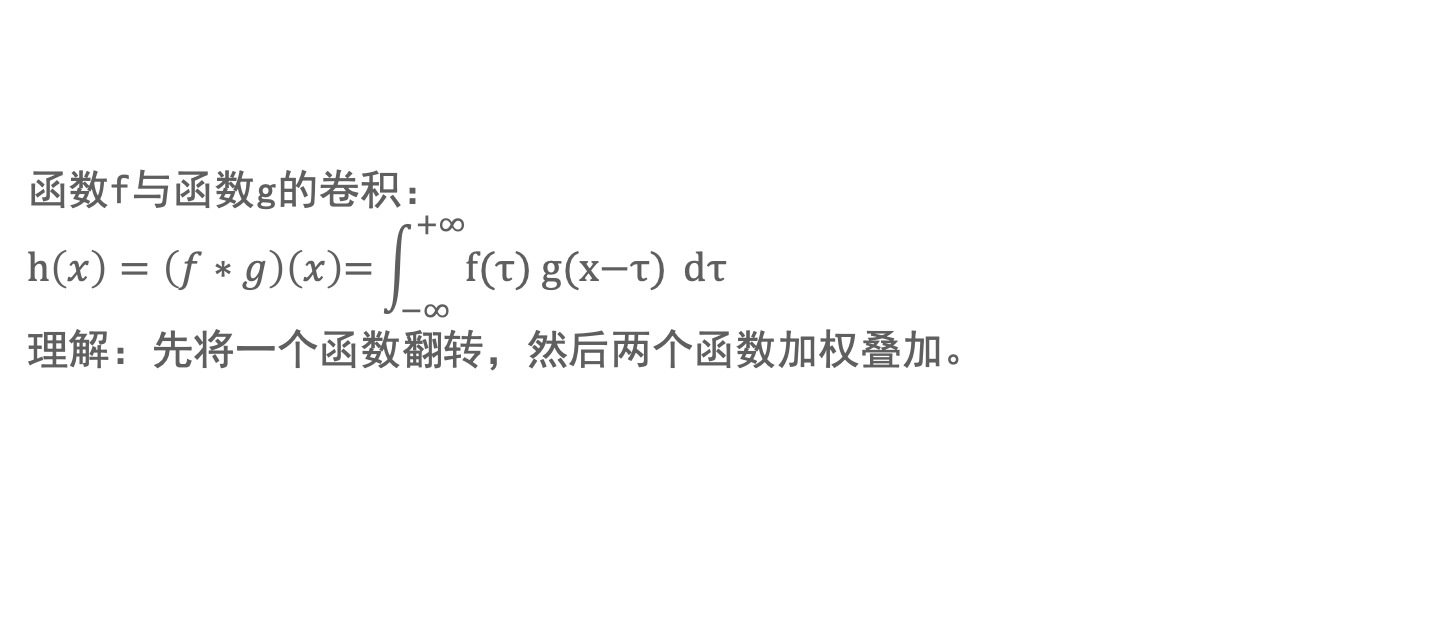 函数f与函数g的卷积：
h(x) = (f * g)(x)=∫_{−∞}^{+∞} f(τ) g(x−τ) dτ
理解：先将一个函数翻转，然后两个函数加权叠加。